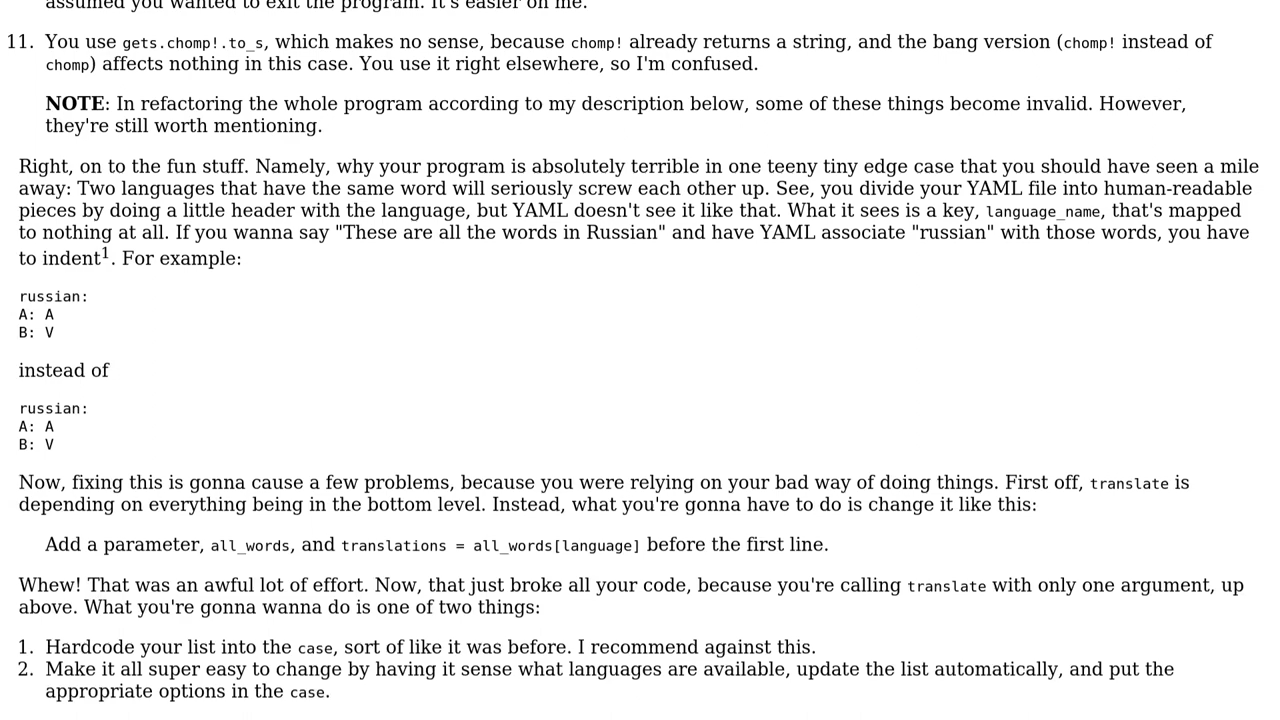 assumed you wanted to exit the program. It's easier on me.
11. You use gets.chomp!.to_s, which makes no sense, because chomp! already returns a string, and the bang version (chomp! instead of
chomp) affects nothing in this case. You use it right elsewhere, so I'm confused.
NOTE: In refactoring the whole program according to my description below, some of these things become invalid. However,
they're still worth mentioning.
Right, on to the fun stuff. Namely, why your program is absolutely terrible in one teeny tiny edge case that you should have seen a mile
away: Two languages that have the same word will seriously screw each other up. See, you divide your YAML file into human-readable
pieces by doing a little header with the language, but YAML doesn't see it like that. What it sees is a key, language_name, that's mapped
to nothing at all. If you wanna say "These are all the words in Russian" and have YAML associate "russian" with those words, you have
to indent1. For example:
russian:
A: A
B: V
instead of
russian:
A: A
B: V
Now, fixing this is gonna cause a few problems, because you were relying on your bad way of doing things. First off, translate is
depending on everything being in the bottom level. Instead, what you're gonna have to do is change it like this:
Add a parameter, all_words, and translations = all_words[language] before the first line.
Whew! That was an awful lot of effort. Now, that just broke all your code, because you're calling translate with only one argument, up
above. What you're gonna wanna do is one of two things:
1. Hardcode your list into the case, sort of like it was before. I recommend against this.
2. Make it all super easy to change by having it sense what languages are available, update the list automatically, and put the
appropriate options in the case.